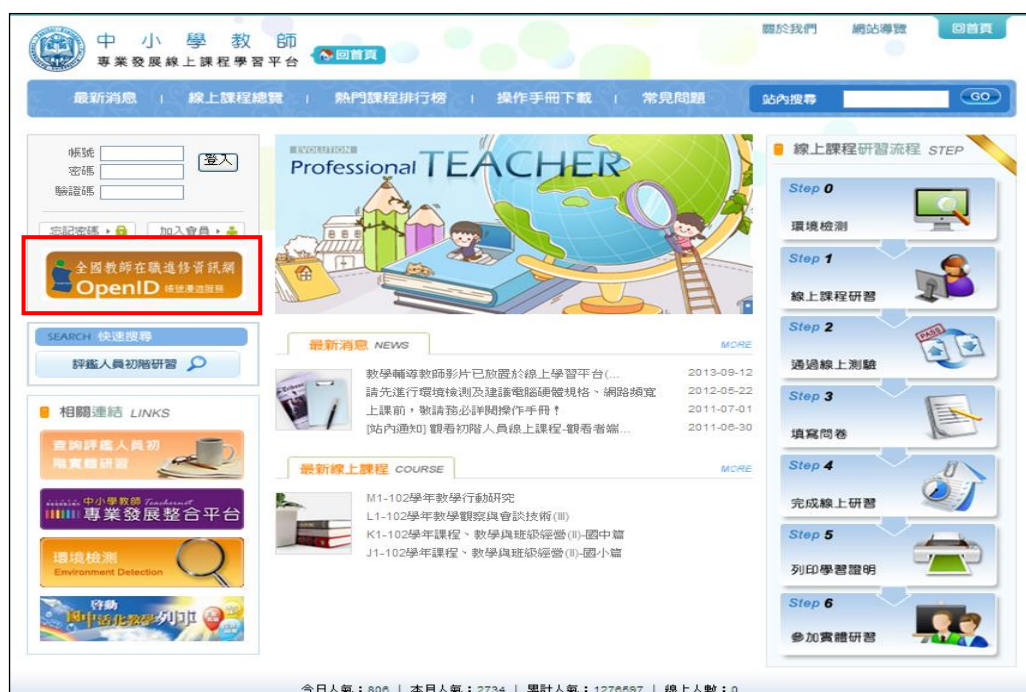 關於我們 網站導覽 回首頁
中小學教師
專業發展線上課程學習平台 回首頁
最新消息 | 線上課程總覽 | 熱門課程排行榜 | 操作手冊下載 | 常見問題 站內搜尋 GO
帳號 登入
密碼
驗證碼
忘記密碼 加入會員
全國教師在職進修資訊網
OpenID 帳號漫遊服務
SEARCH 快速搜尋
評鑑人員初階研習
相關連結 LINKS
查詢評鑑人員初
階實體研習
中小學教師 Teachernet
專業發展整合平台
環境檢測
Environment Detection
啓動
國中活化教學列車
EVOLUTION
Professional TEACHER
最新消息 NEWS MORE
教學輔導教師影片已放置於線上學習平台(... 2013-09-12
請先進行環境檢測及建議電腦硬體規格、網路頻寬 2012-05-22
上課前，敬請務必詳閱操作手冊！ 2011-07-01
[站內通知] 觀看初階人員線上課程-觀看者端... 2011-06-30
最新線上課程 COURSE MORE
M1-102學年教學行動研究
L1-102學年教學觀察與會談技術(III)
K1-102學年課程、教學與班級經營(II)-國中篇
J1-102學年課程、教學與班級經營(II)-國小篇
線上課程研習流程 STEP
Step 0
環境檢測
Step 1
線上課程研習
Step 2
PASS
通過線上測驗
Step 3
填寫問卷
Step 4
完成線上研習
Step 5
列印學習證明
Step 6
參加實體研習
今日人氣：806 | 本月人氣：2734 | 累計人氣：1276597 | 線上人數：0